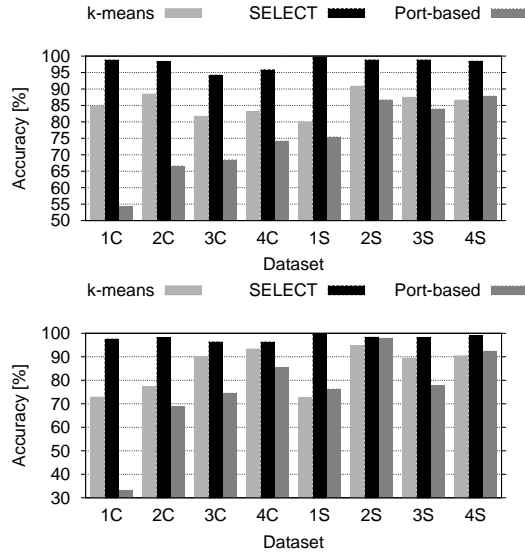 k-means SELECT Port-based
100
95
90
85
80
75
70
65
60
55
50
Accuracy [%]
1C 2C 3C 4C 1S 2S 3S 4S
Dataset
k-means SELECT Port-based
100
90
80
70
60
50
40
30
Accuracy [%]
1C 2C 3C 4C 1S 2S 3S 4S
Dataset